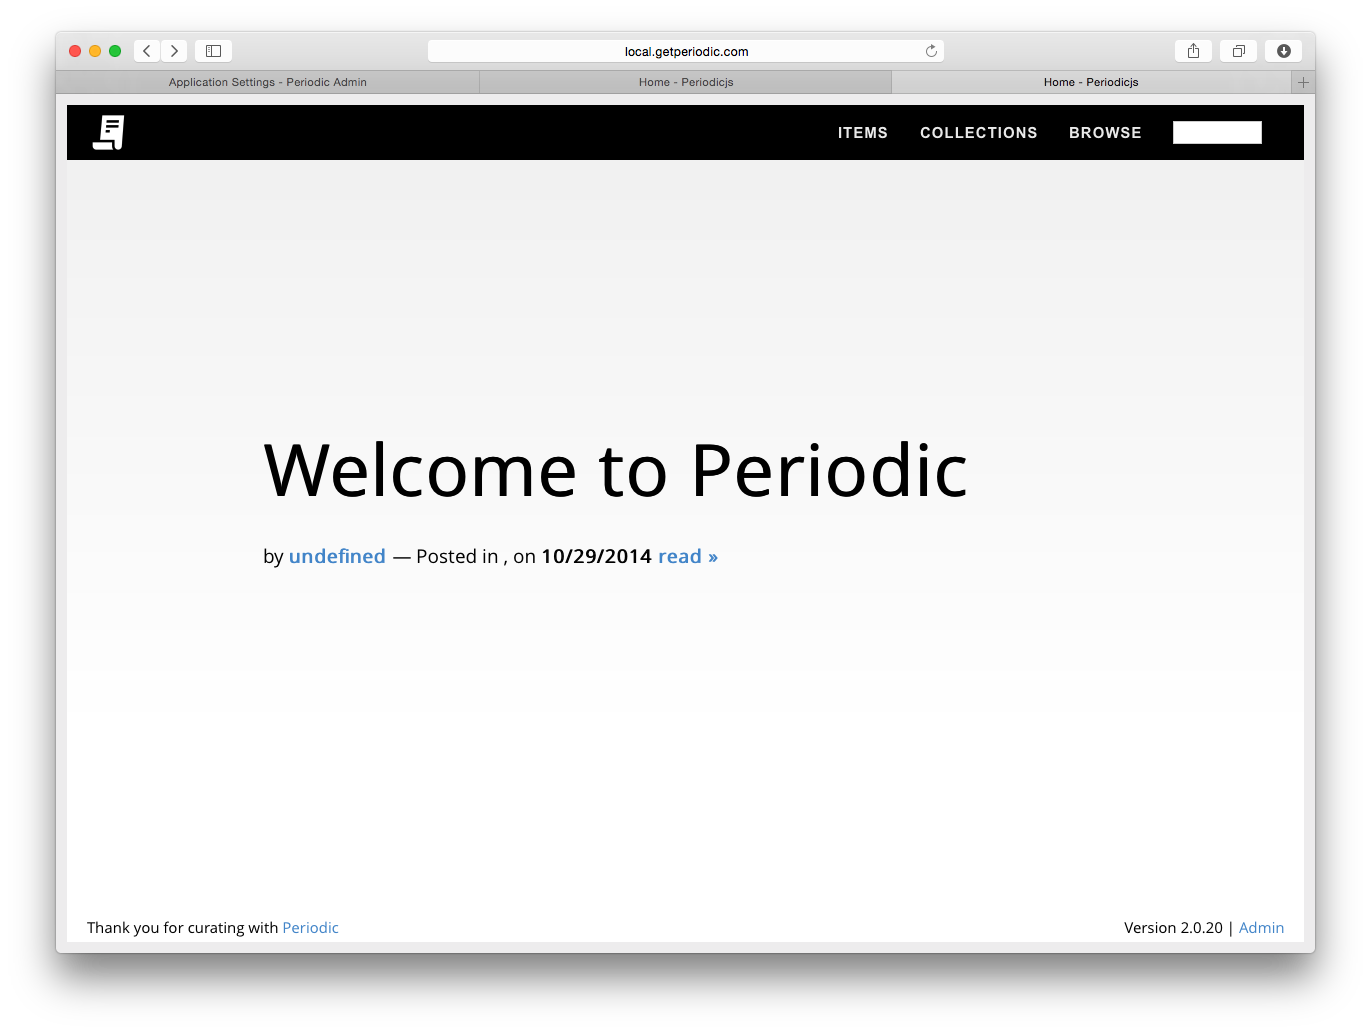 local.getperiodic.com
Application Settings - Periodic Admin
Home - Periodicjs
Home - Periodicjs
ITEMS
COLLECTIONS
BROWSE
Welcome to Periodic
by undefined — Posted in , on 10/29/2014 read »
Thank you for curating with Periodic
Version 2.0.20 | Admin